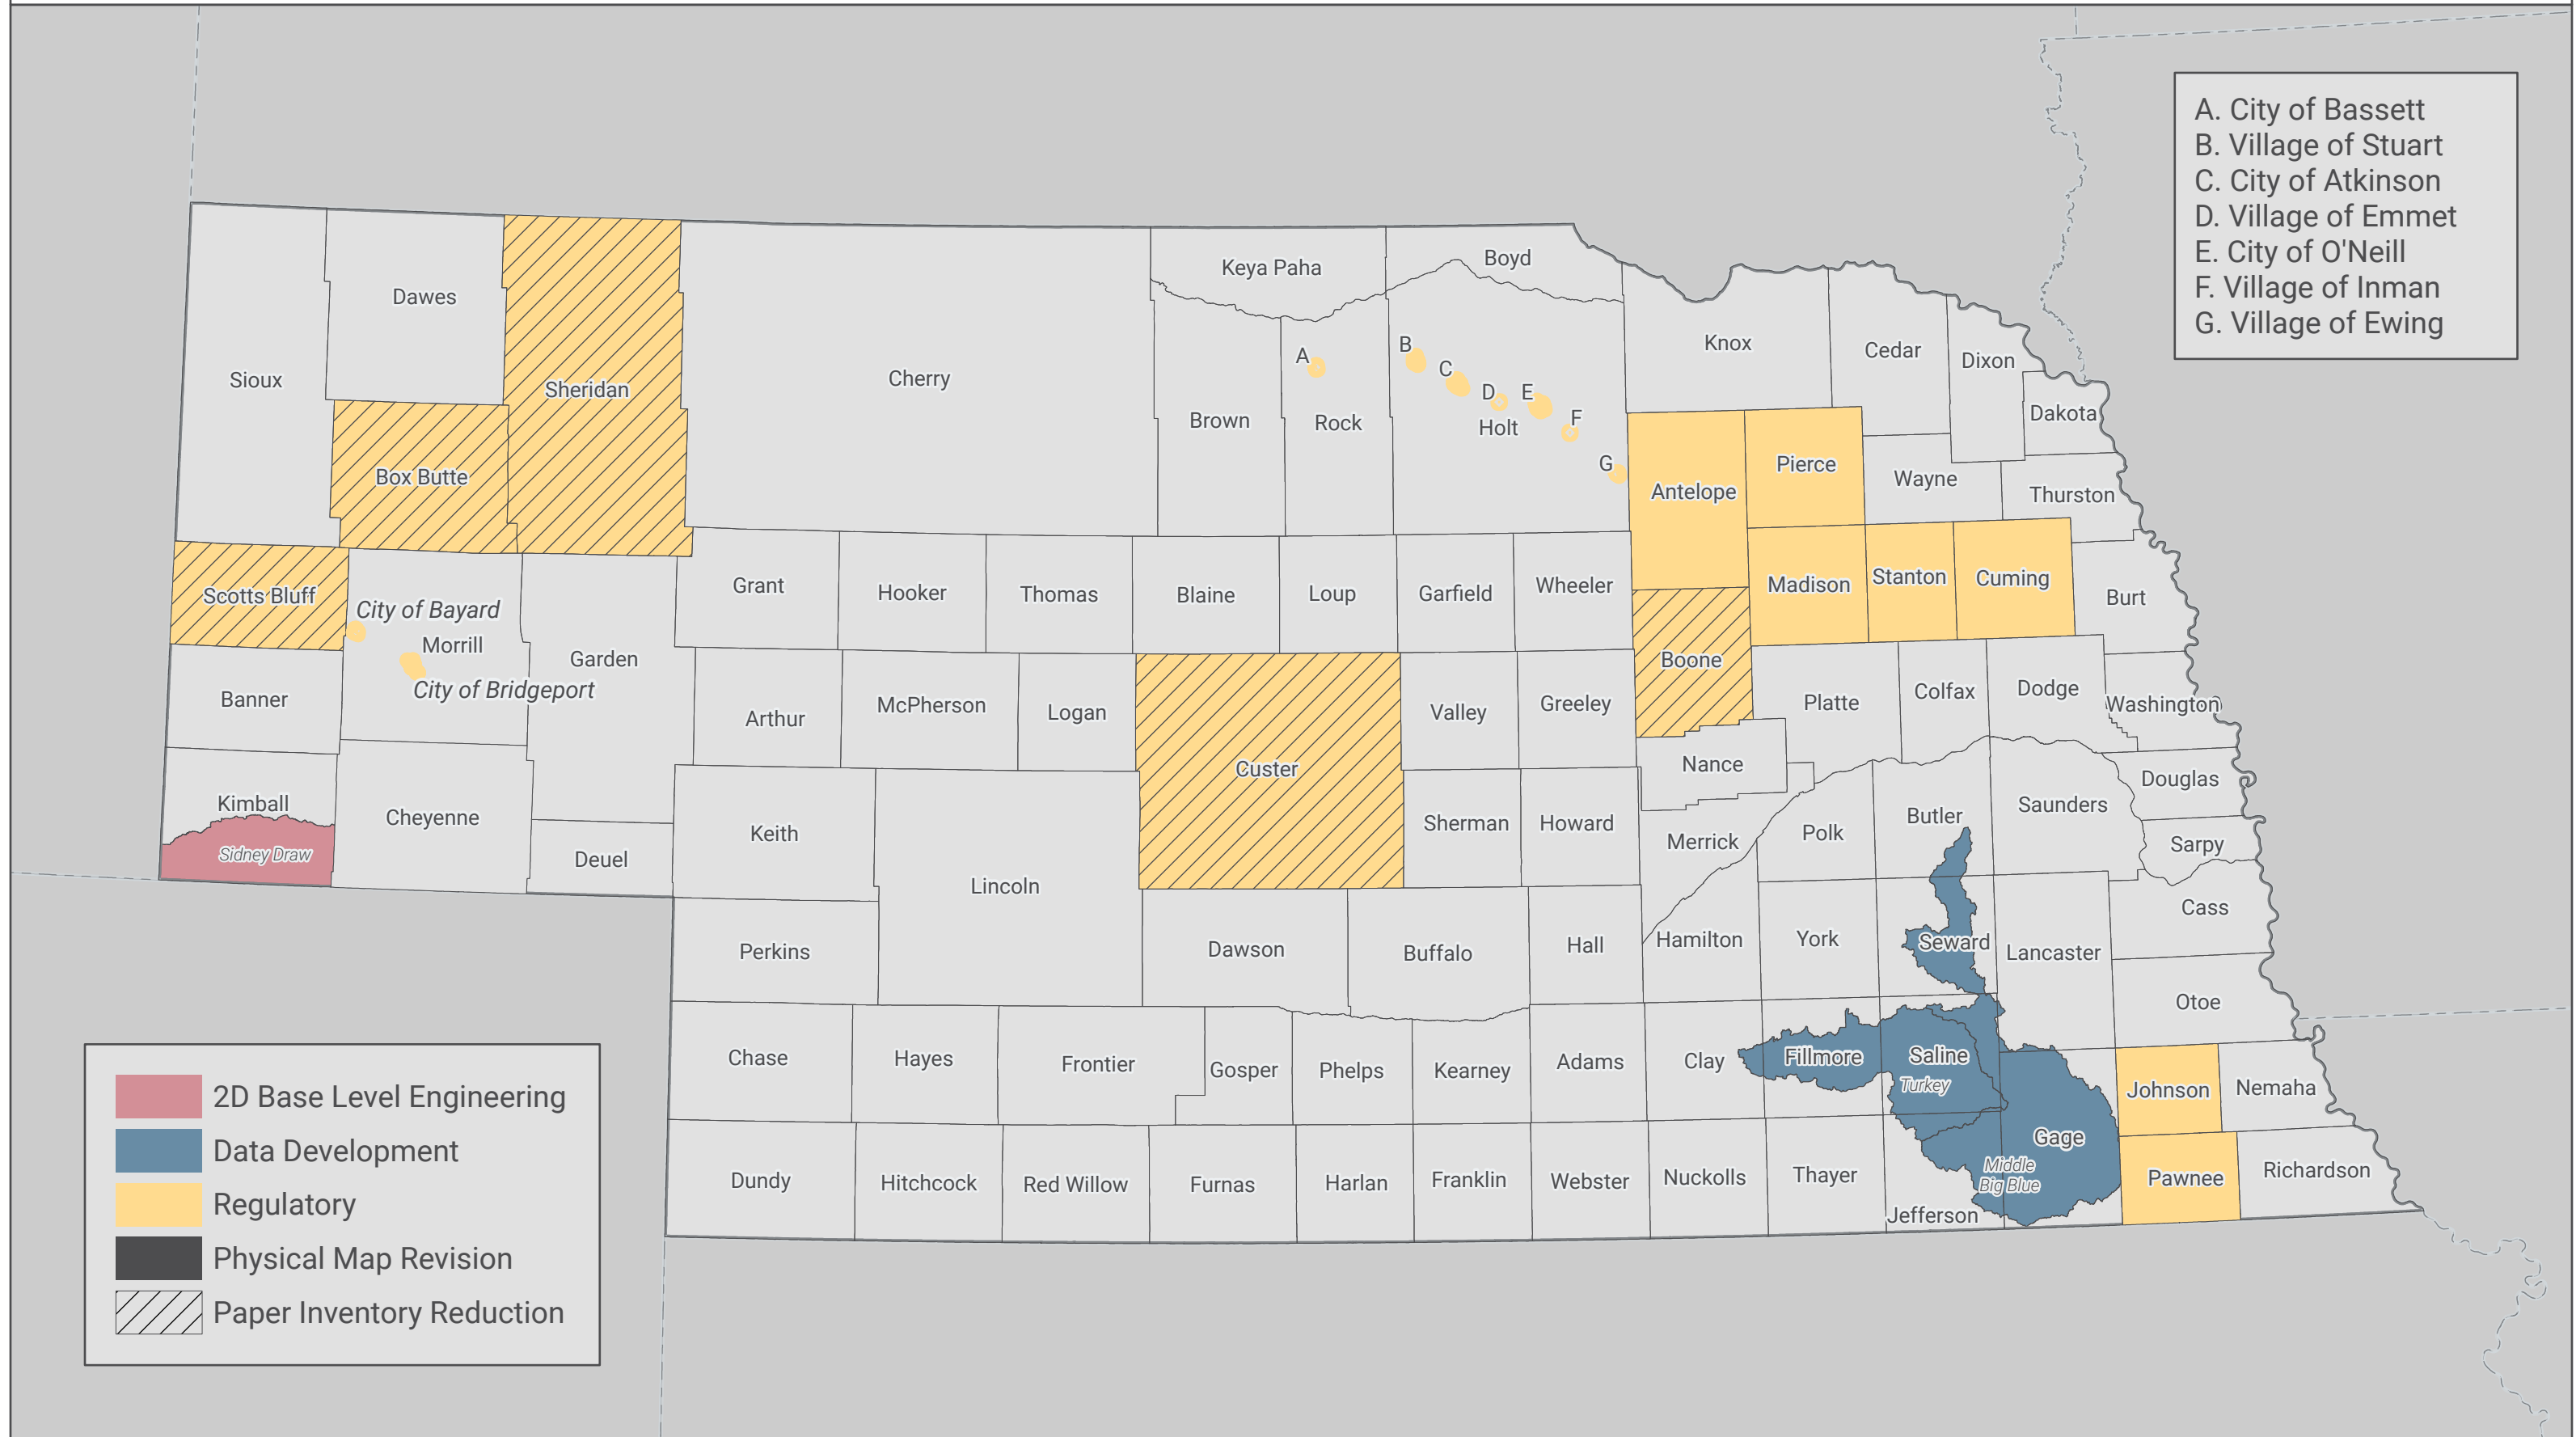 A. City of Bassett
B. Village of Stuart
C. City of Atkinson
D. Village of Emmet
E. City of O'Neill
F. Village of Inman
G. Village of Ewing
Sioux
Dawes
Sheridan
Box Butte
Scotts Bluff
Banner
Kimball
Sidney Draw
City of Bayard
Morrill
City of Bridgeport
Cheyenne
Garden
Deuel
Cherry
Keya Paha
Boyd
Brown
A
Rock
B
C
D
E
F
G
Holt
Knox
Cedar
Dixon
Dakota
Antelope
Pierce
Wayne
Thurston
Grant
Hooker
Thomas
Blaine
Loup
Garfield
Wheeler
Madison
Stanton
Cuming
Burt
Boone
Arthur
McPherson
Logan
Custer
Valley
Greeley
Platte
Colfax
Dodge
Washington
Nance
Douglas
Keith
Lincoln
Sherman
Howard
Merrick
Polk
Butler
Saunders
Sarpy
Perkins
Dawson
Buffalo
Hall
Hamilton
York
Seward
Lancaster
Cass
Otoe
Chase
Hayes
Frontier
Gosper
Phelps
Kearney
Adams
Clay
Fillmore
Saline
Turkey
Johnson
Nemaha
Gage
Dundy
Hitchcock
Red Willow
Furnas
Harlan
Franklin
Webster
Nuckolls
Thayer
Jefferson
Middle
Big Blue
Pawnee
Richardson
2D Base Level Engineering
Data Development
Regulatory
Physical Map Revision
Paper Inventory Reduction